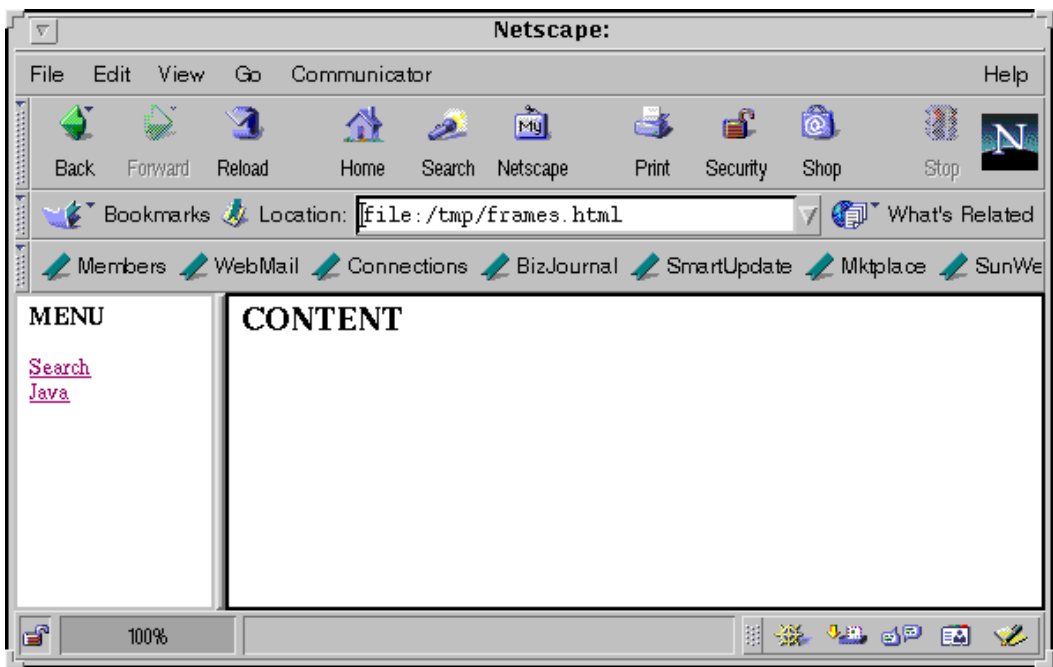 Netscape:
File Edit View Go Communicator Help
My
N
Back Forward Reload Home Search Netscape Print Security Shop Stop
Bookmarks Location: file:/tmp/frames.html What's Related
Members WebMail Connections BizJournal SmartUpdate Mktplace SunWe
MENU
CONTENT
Search
Java
100%